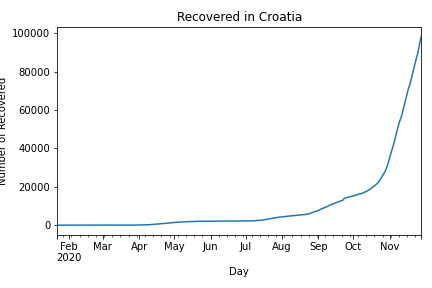 Recovered in Croatia
100000
80000
60000
40000
20000
0
Number of Recovered
Feb Mar Apr May Jun Jul Aug Sep Oct Nov
2020
Day